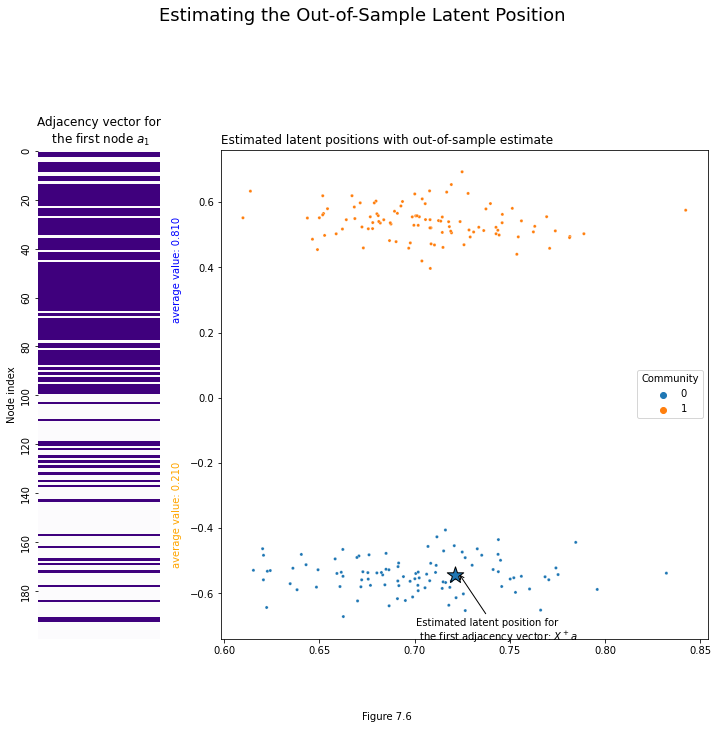 Estimating the Out-of-Sample Latent Position
Adjacency vector for
the first node a₁
Node index
0
20
40
60
80
100
120
140
160
180
average value: 0.810
average value: 0.210
Estimated latent positions with out-of-sample estimate
0.6
0.4
0.2
0.0
−0.2
−0.4
−0.6
Community
0
1
Estimated latent position for
the first adjacency vector: X⁺a
0.60 0.65 0.70 0.75 0.80 0.85
Figure 7.6